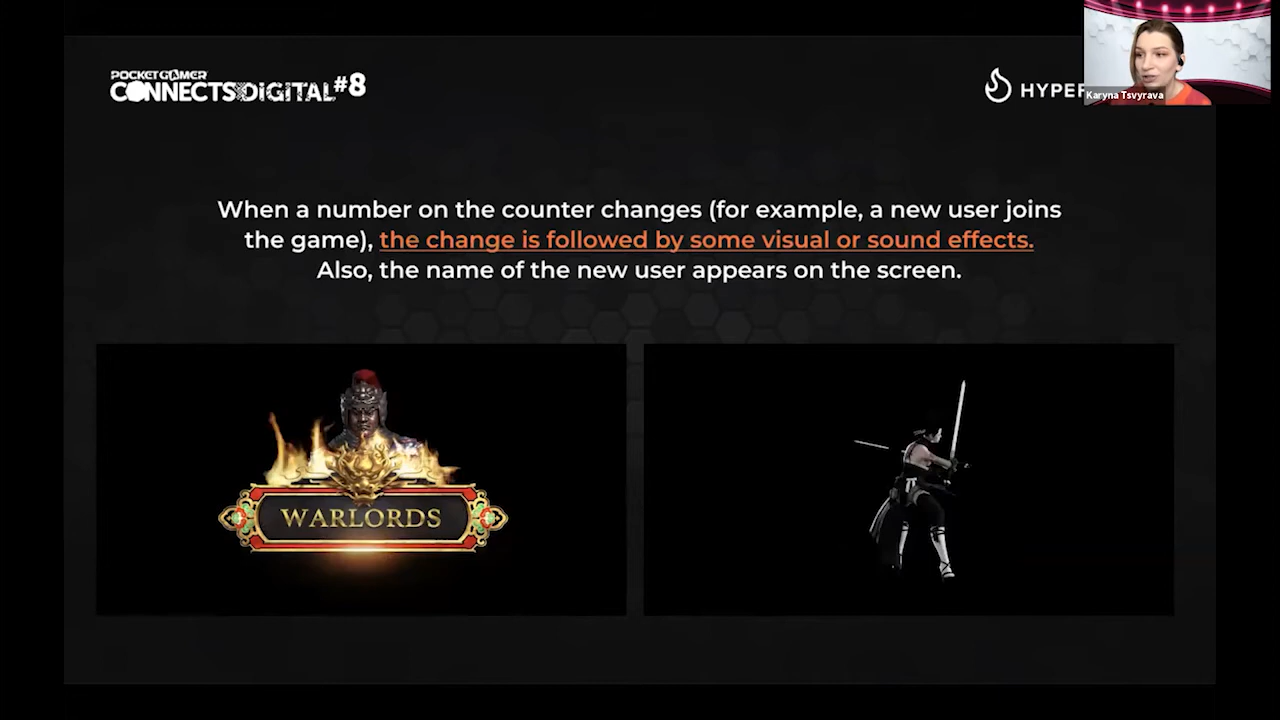 POCKET GAMER
CONNECTS DIGITAL #8
Karyna Tsvyrava
When a number on the counter changes (for example, a new user joins
the game), the change is followed by some visual or sound effects.
Also, the name of the new user appears on the screen.
WARLORDS